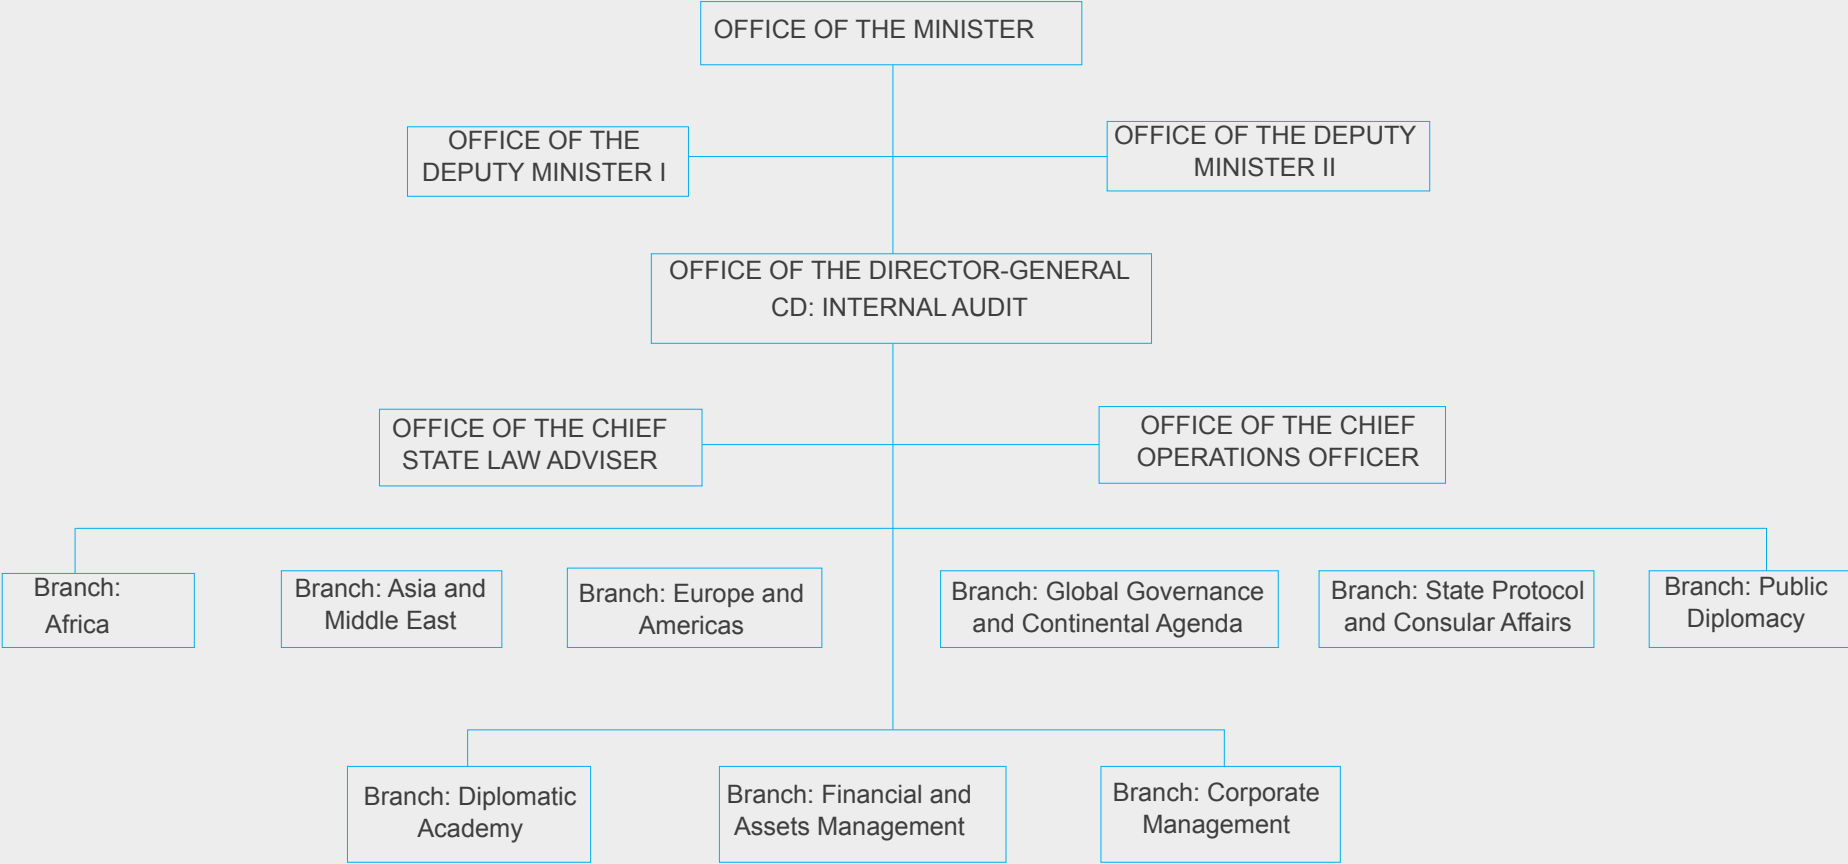 OFFICE OF THE MINISTER
OFFICE OF THE
DEPUTY MINISTER I
OFFICE OF THE DEPUTY
MINISTER II
OFFICE OF THE DIRECTOR-GENERAL
CD: INTERNAL AUDIT
OFFICE OF THE CHIEF
STATE LAW ADVISER
OFFICE OF THE CHIEF
OPERATIONS OFFICER
Branch:
Africa
Branch: Asia and
Middle East
Branch: Europe and
Americas
Branch: Global Governance
and Continental Agenda
Branch: State Protocol
and Consular Affairs
Branch: Public
Diplomacy
Branch: Diplomatic
Academy
Branch: Financial and
Assets Management
Branch: Corporate
Management